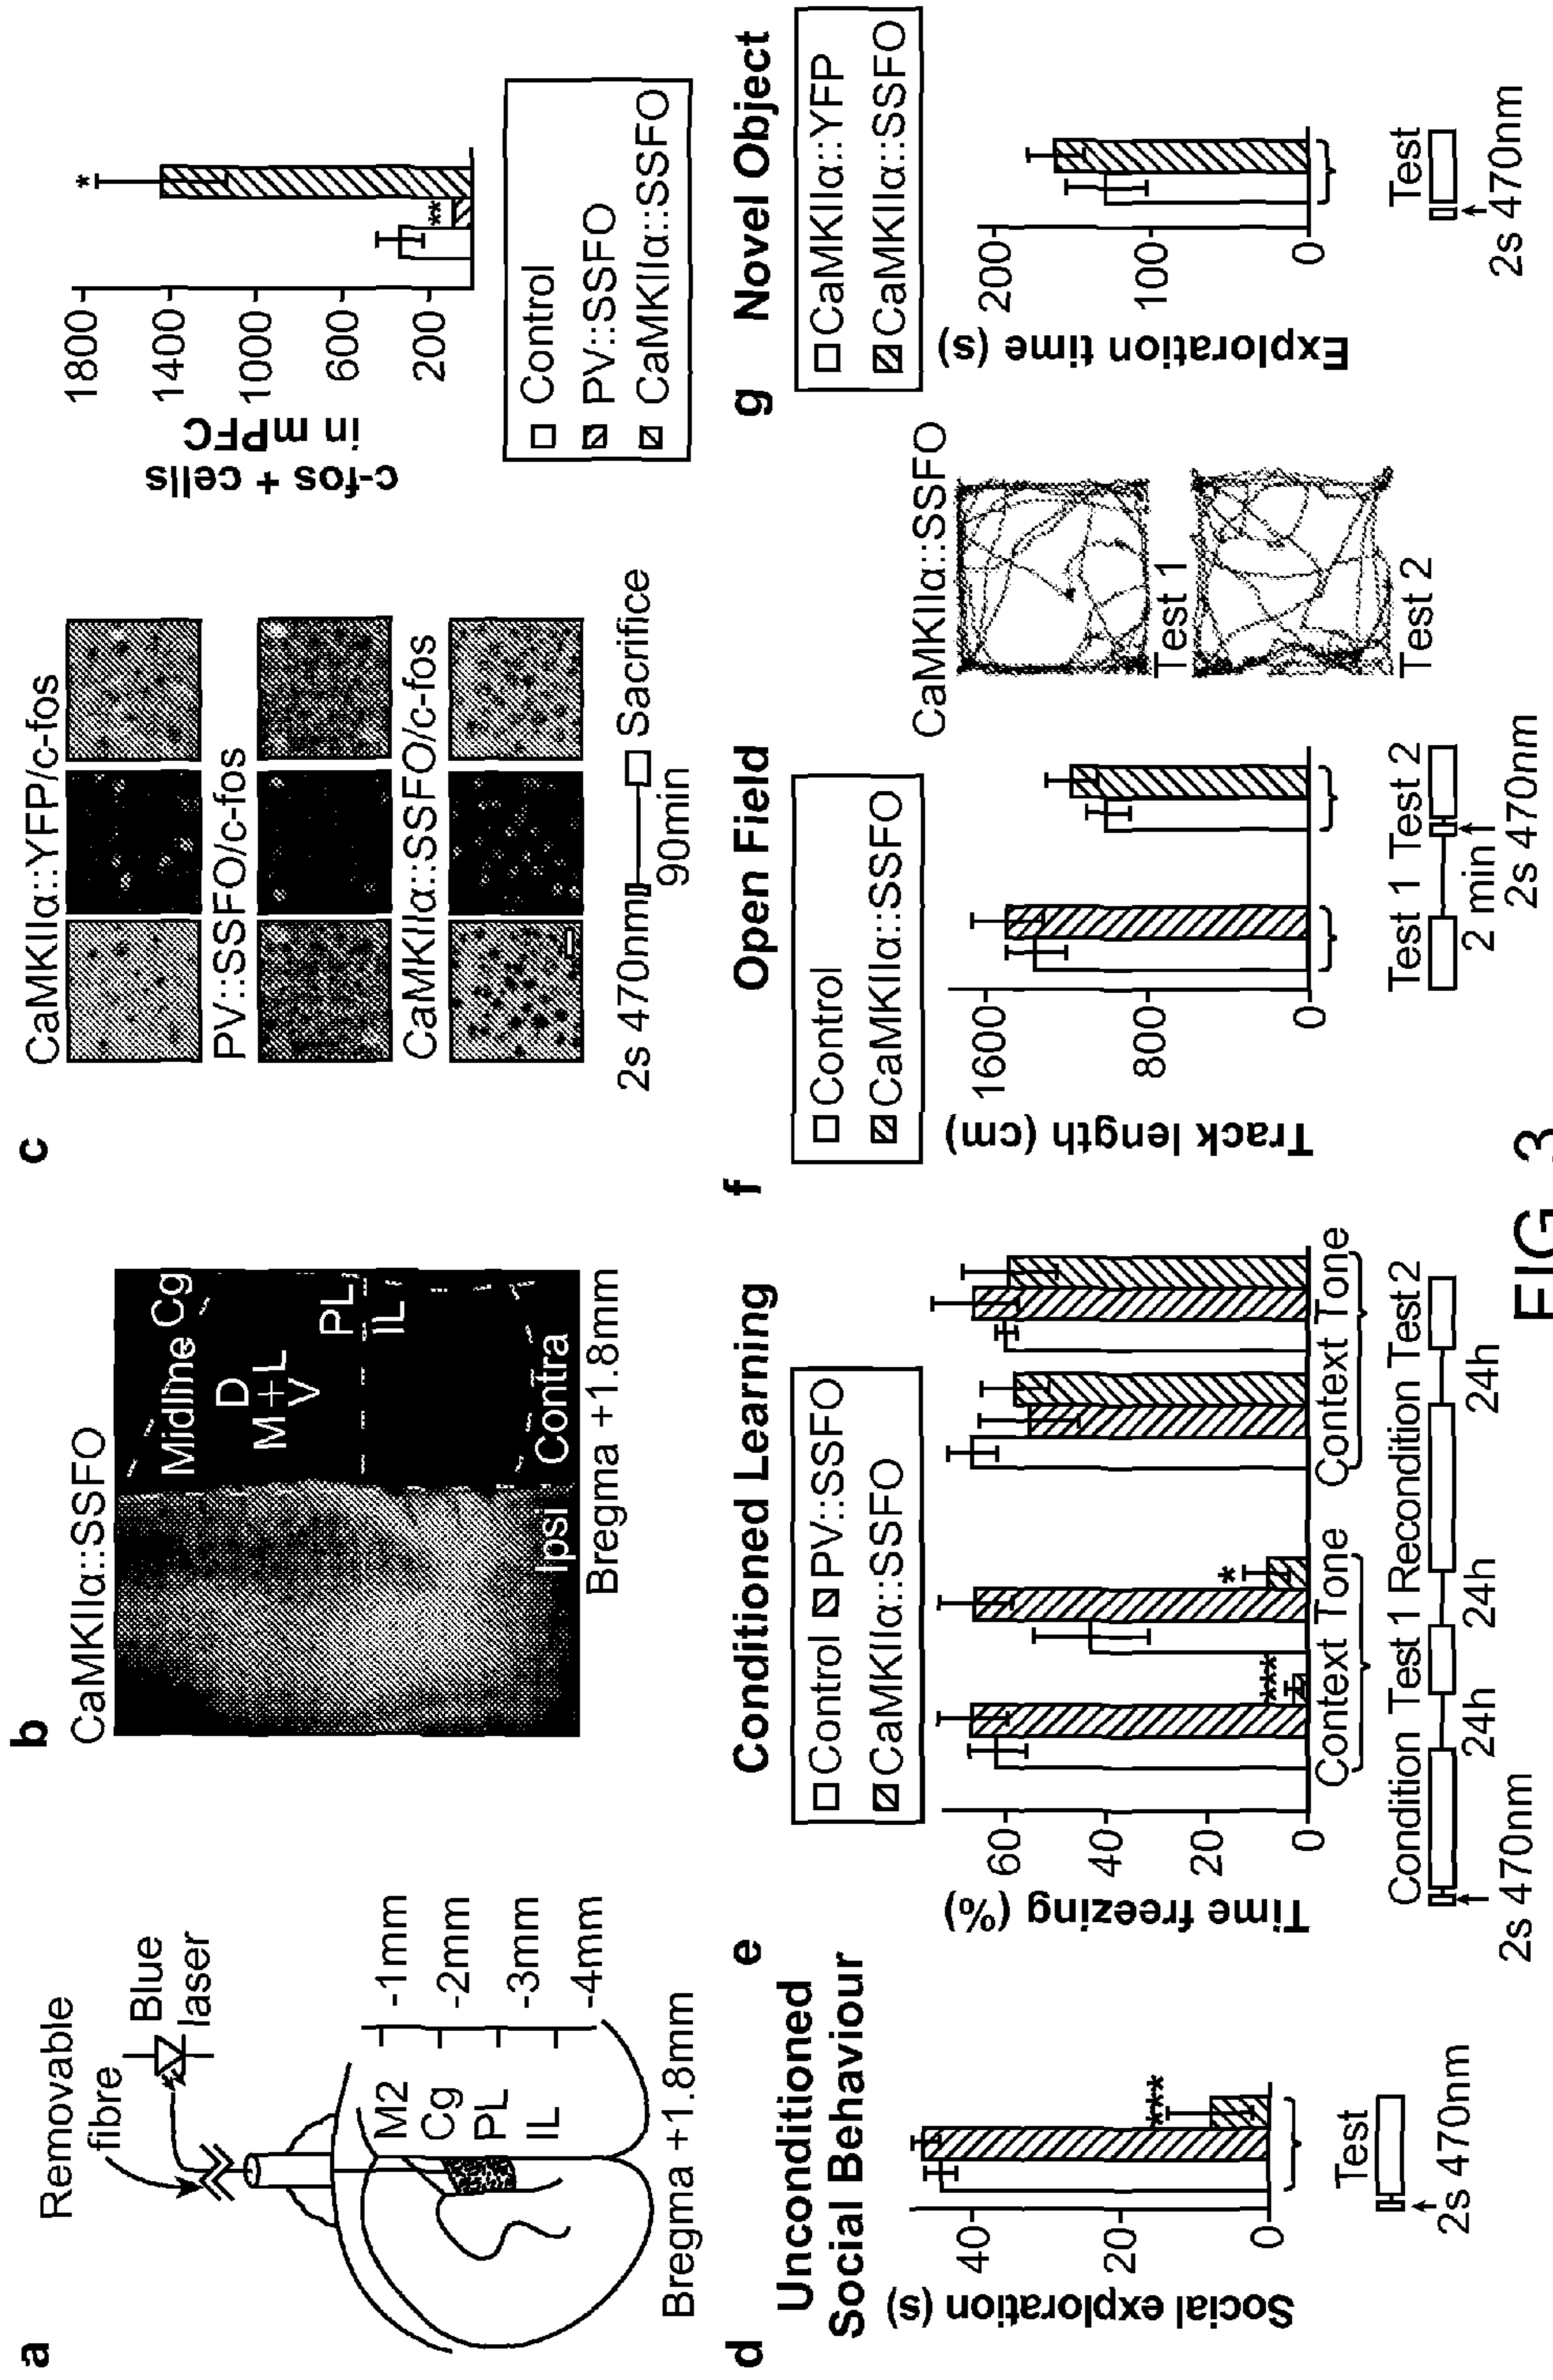 a
Removable
fibre
Blue
laser
M2
Cg
PL
IL
-1mm
-2mm
-3mm
-4mm
Bregma +1.8mm
b
CaMKIIα::SSFO
Midline
Cg
D
M + L
V
PL
IL
Ipsi
Contra
Bregma +1.8mm
c
CaMKIIα::YFP/c-fos
PV::SSFO/c-fos
CaMKIIα::SSFO/c-fos
2s 470nm
90min
Sacrifice
c-fos + cells
in mPFC
1800
1400
1000
600
200
**
*
Control
PV::SSFO
CaMKIIα::SSFO
d
Unconditioned
Social Behaviour
Social exploration (s)
40
20
0
***
Test
2s 470nm
e
Conditioned Learning
Control
PV::SSFO
CaMKIIα::SSFO
Time freezing (%)
60
40
20
0
***
*
Context Tone
Context Tone
Condition Test 1 Recondition Test 2
24h
24h
24h
2s 470nm
f
Open Field
Control
CaMKIIα::SSFO
Track length (cm)
1600
800
0
Test 1 Test 2
2 min
2s 470nm
CaMKIIα::SSFO
Test 1
Test 2
g
Novel Object
CaMKIIα::YFP
CaMKIIα::SSFO
Exploration time (s)
200
100
0
Test
2s 470nm
FIG. 3